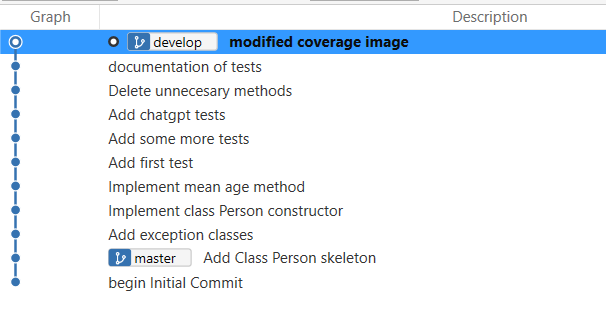 Graph Description
develop modified coverage image
documentation of tests
Delete unnecesary methods
Add chatgpt tests
Add some more tests
Add first test
Implement mean age method
Implement class Person constructor
Add exception classes
master Add Class Person skeleton
begin Initial Commit